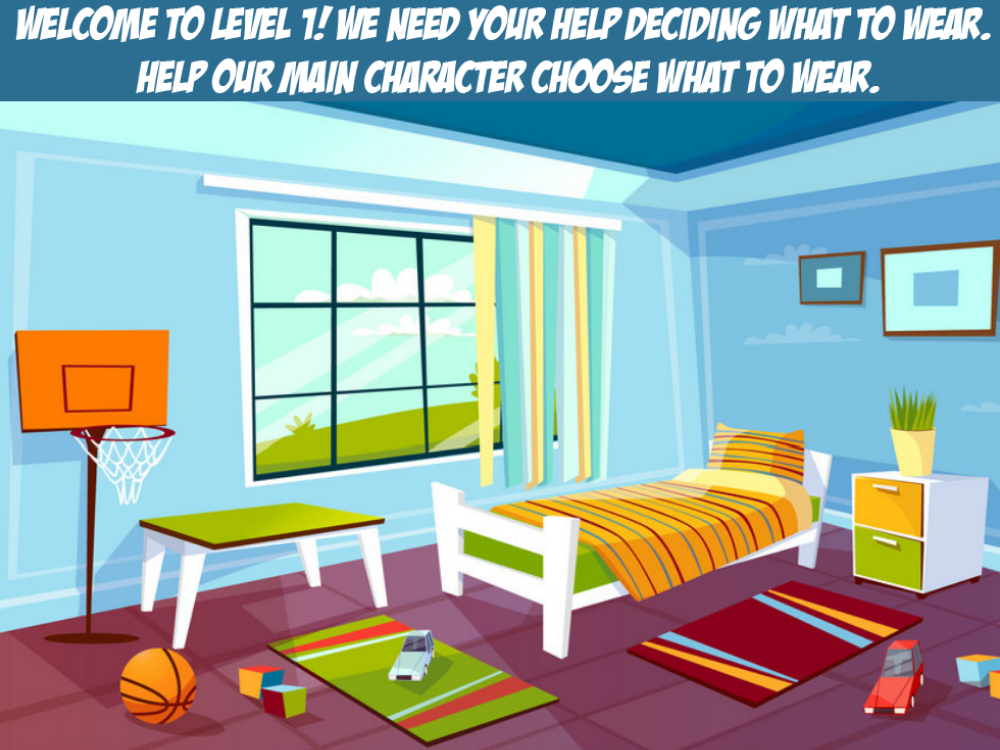 WELCOME TO LEVEL 1! WE NEED YOUR HELP DECIDING WHAT TO WEAR.
HELP OUR MAIN CHARACTER CHOOSE WHAT TO WEAR.